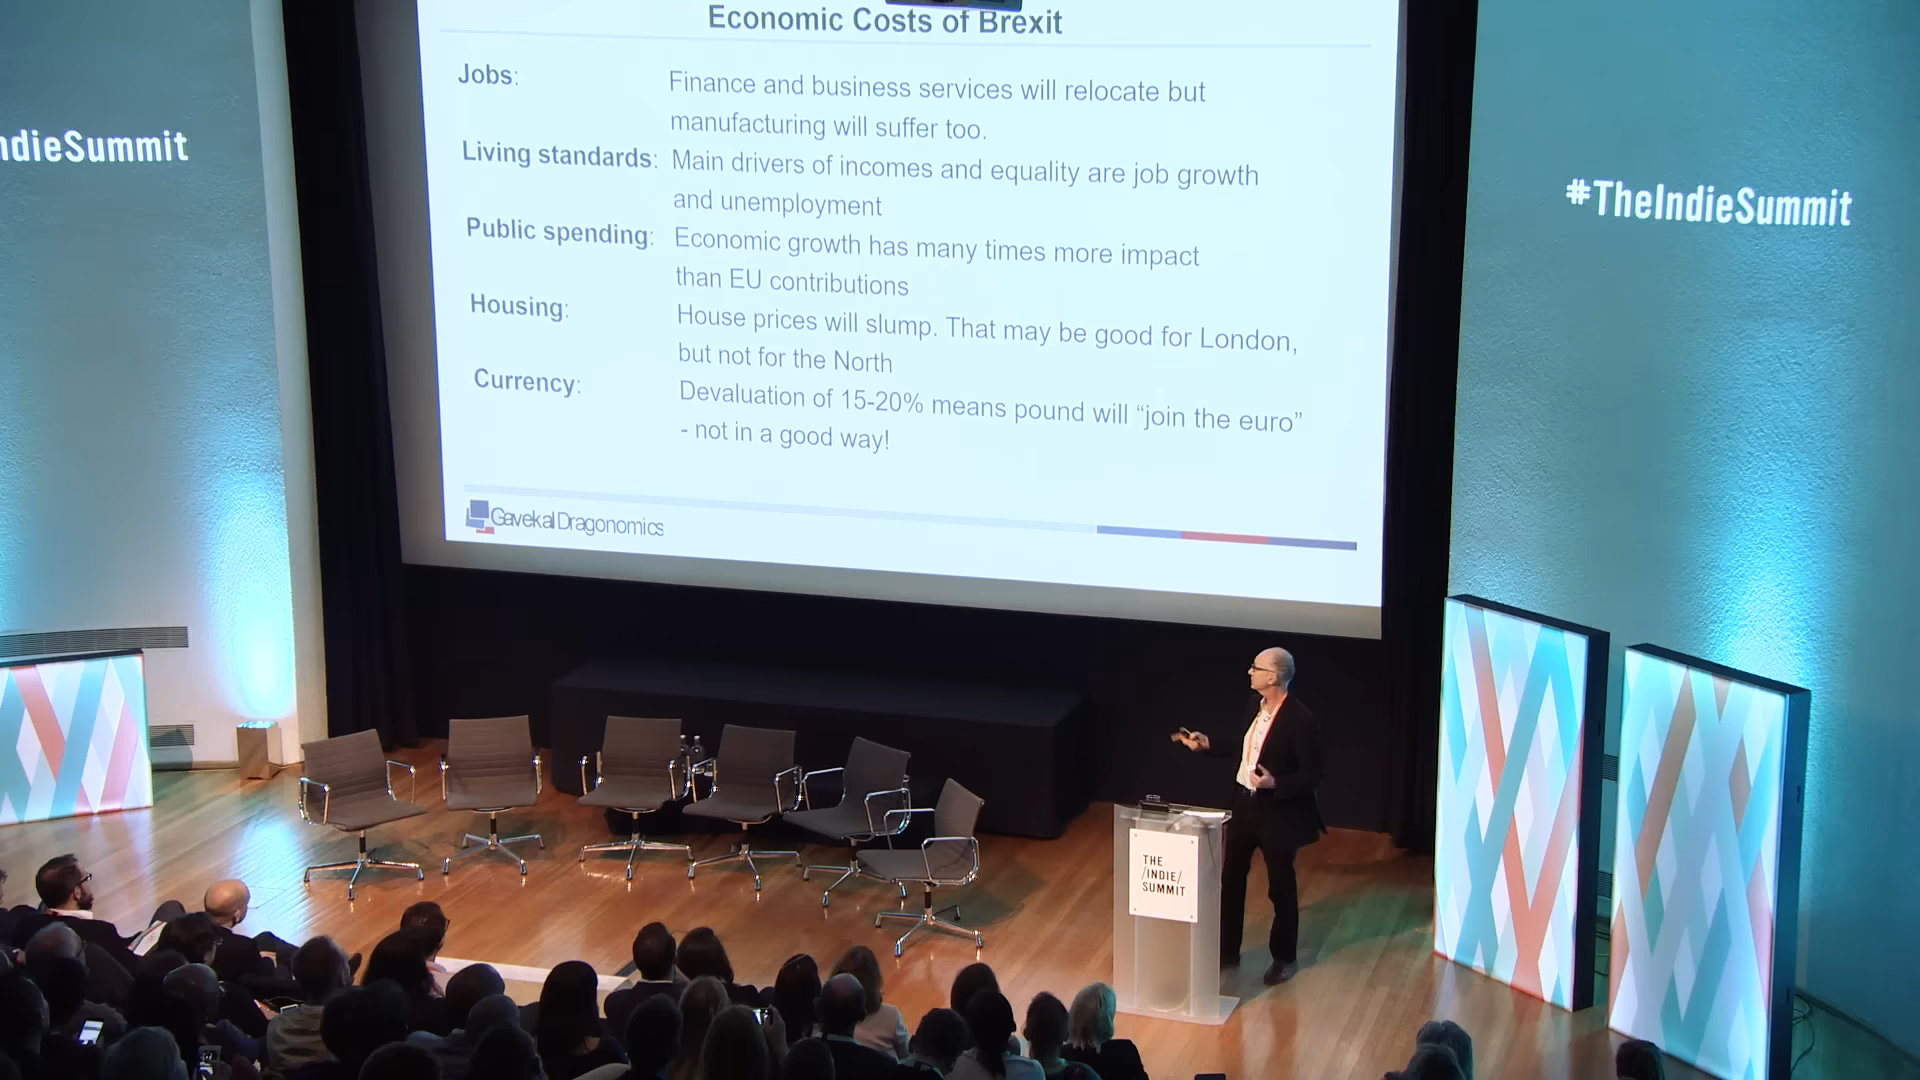 Economic Costs of Brexit
Jobs: Finance and business services will relocate but
manufacturing will suffer too.
Living standards: Main drivers of incomes and equality are job growth
and unemployment
Public spending: Economic growth has many times more impact
than EU contributions
Housing: House prices will slump. That may be good for London,
but not for the North
Currency: Devaluation of 15-20% means pound will “join the euro”
- not in a good way!
Gavekal Dragonomics
ndieSummit
#TheIndieSummit
THE
/INDIE/
SUMMIT